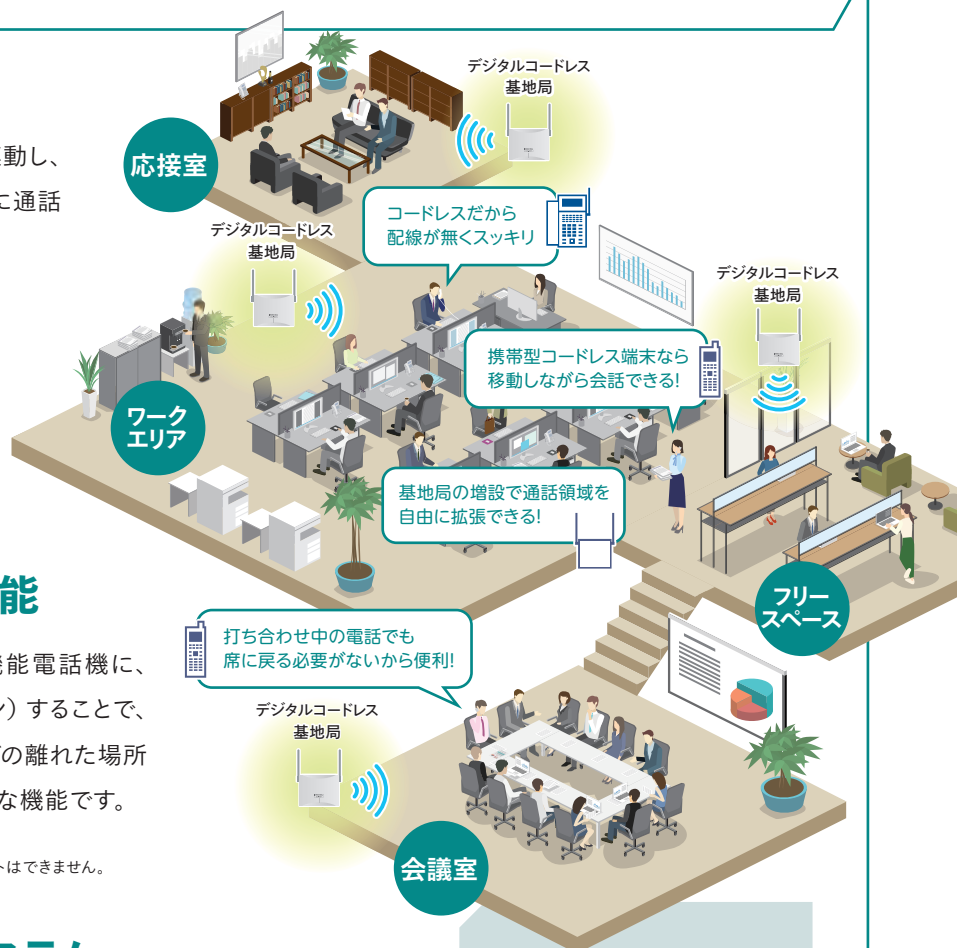 デジタルコードレス
基地局
動し、
応接室
に通話
コードレスだから
配線が無くスッキリ
デジタルコードレス
基地局
デジタルコードレス
基地局
携帯型コードレス端末なら
移動しながら会話できる!
ワーク
エリア
基地局の増設で通話領域を
自由に拡張できる!
能
フリー
スペース
打ち合わせ中の電話でも
席に戻る必要がないから便利!
能電話機に、
)することで、
の離れた場所
な機能です。
デジタルコードレス
基地局
トはできません。
会議室